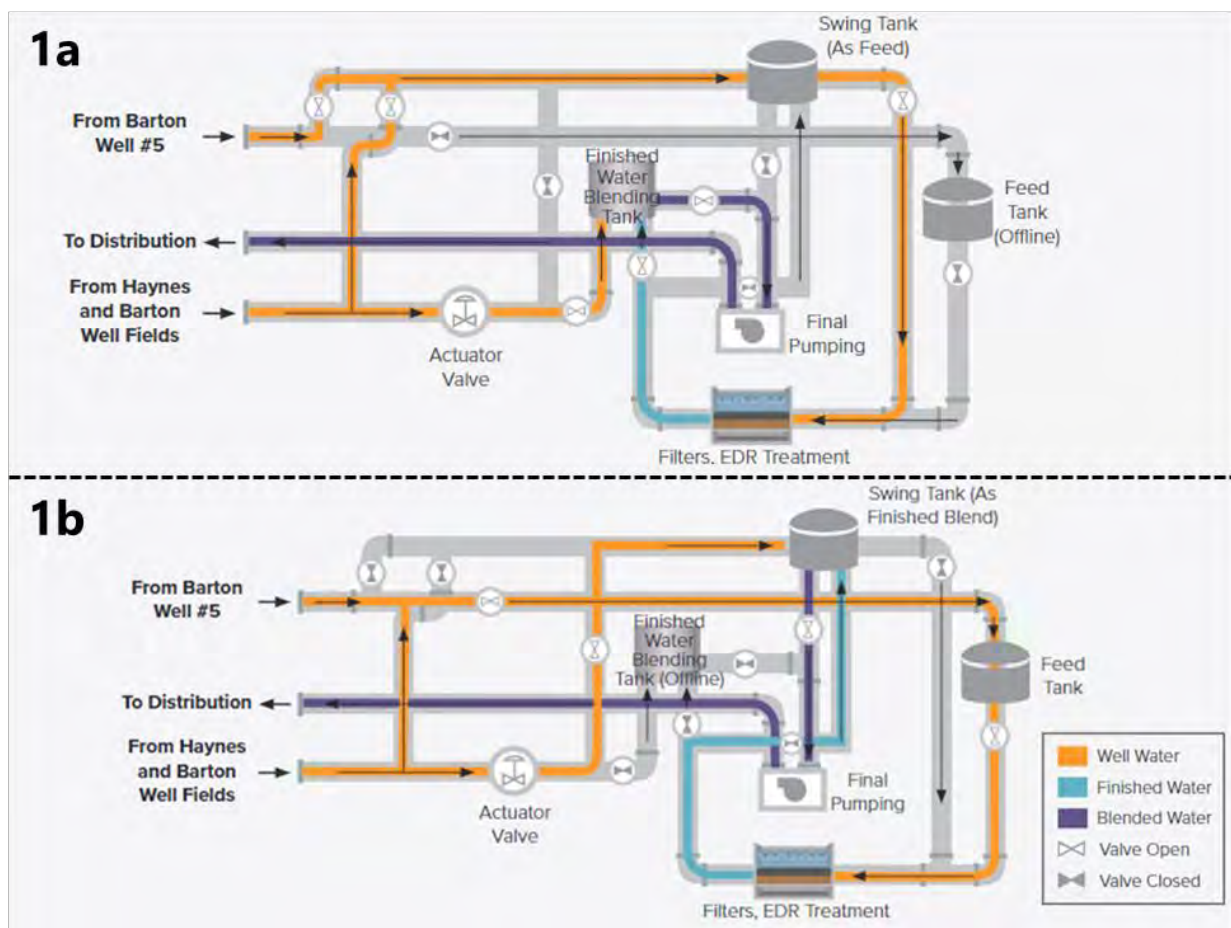 1a
Swing Tank
(As Feed)
From Barton
Well #5
Finished
Water
Blending
Tank
Feed
Tank
(Offline)
To Distribution
From Haynes
and Barton
Well Fields
Actuator
Valve
Final
Pumping
Filters. EDR Treatment
1b
Swing Tank (As
Finished Blend)
From Barton
Well #5
Finished
Water
Blending
Tank (Offline)
Feed
Tank
To Distribution
From Haynes
and Barton
Well Fields
Actuator
Valve
Final
Pumping
Filters, EDR Treatment
Well Water
Finished Water
Blended Water
Valve Open
Valve Closed